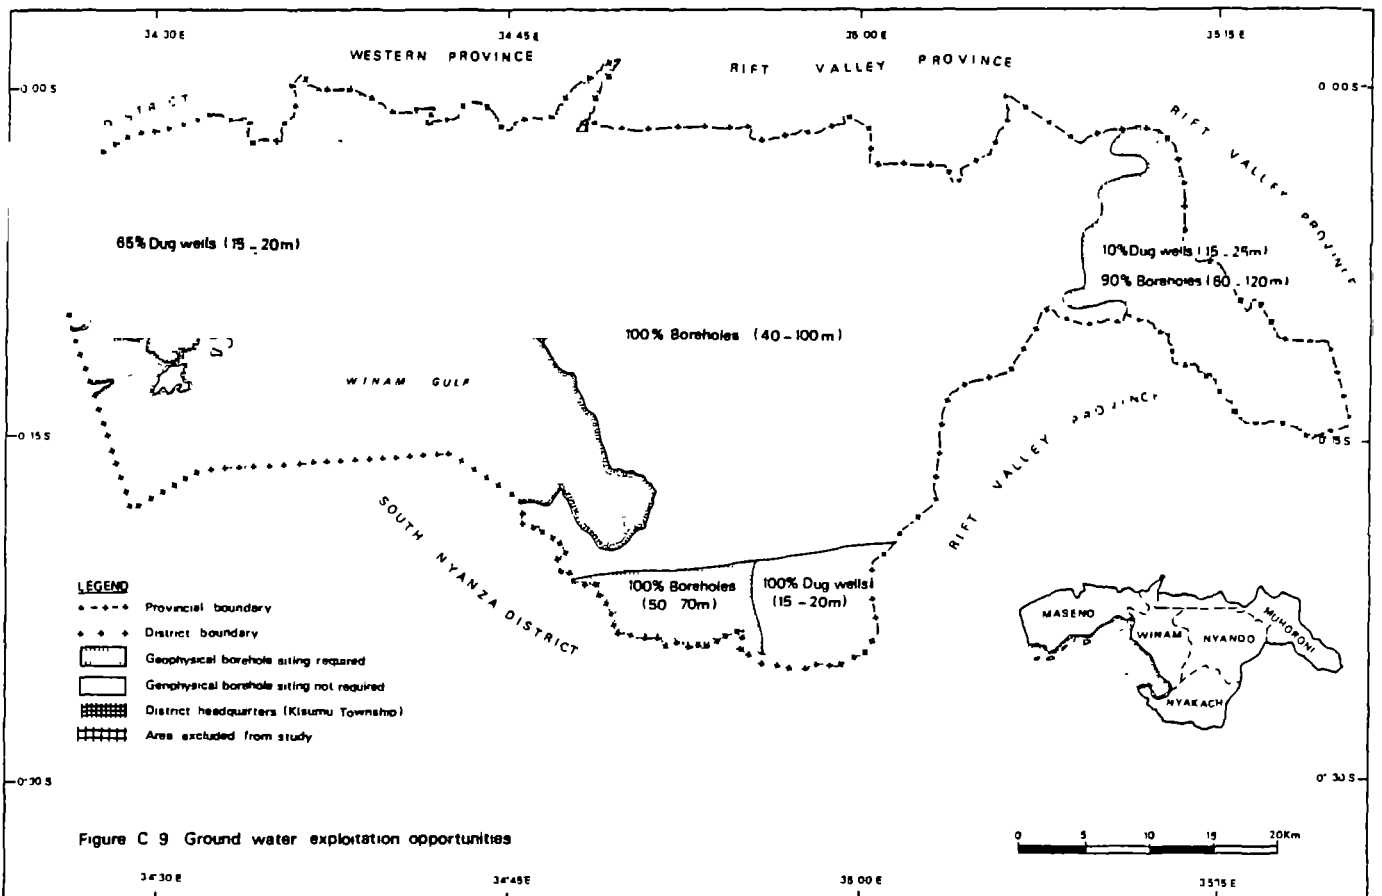 34 30 E
34 45 E
35 00 E
35 15 E
WESTERN PROVINCE
RIFT VALLEY PROVINCE
0 00 S
0 00 S
DISTRICT
RIFT VALLEY PROVINCE
65% Dug wells (15 - 20m)
10% Dug wells (15 - 25m)
90% Boreholes (80 - 120m)
100% Boreholes (40 - 100m)
WINAM GULF
0 15 S
0 15 S
RIFT VALLEY PROVINCE
SOUTH NYANZA DISTRICT
100% Boreholes
(50 70m)
100% Dug wells
(15 - 20m)
LEGEND
Provincial boundary
District boundary
Geophysical borehole siting required
Geophysical borehole siting not required
District headquarters (Kisumu Township)
Area excluded from study
MASENO
WINAM
NYANDO
MUHORONI
NYAKACH
0°30 S
0° 30 S
Figure C 9 Ground water exploitation opportunities
0 5 10 15 20Km
34°30 E
34°45 E
35 00 E
35°15 E